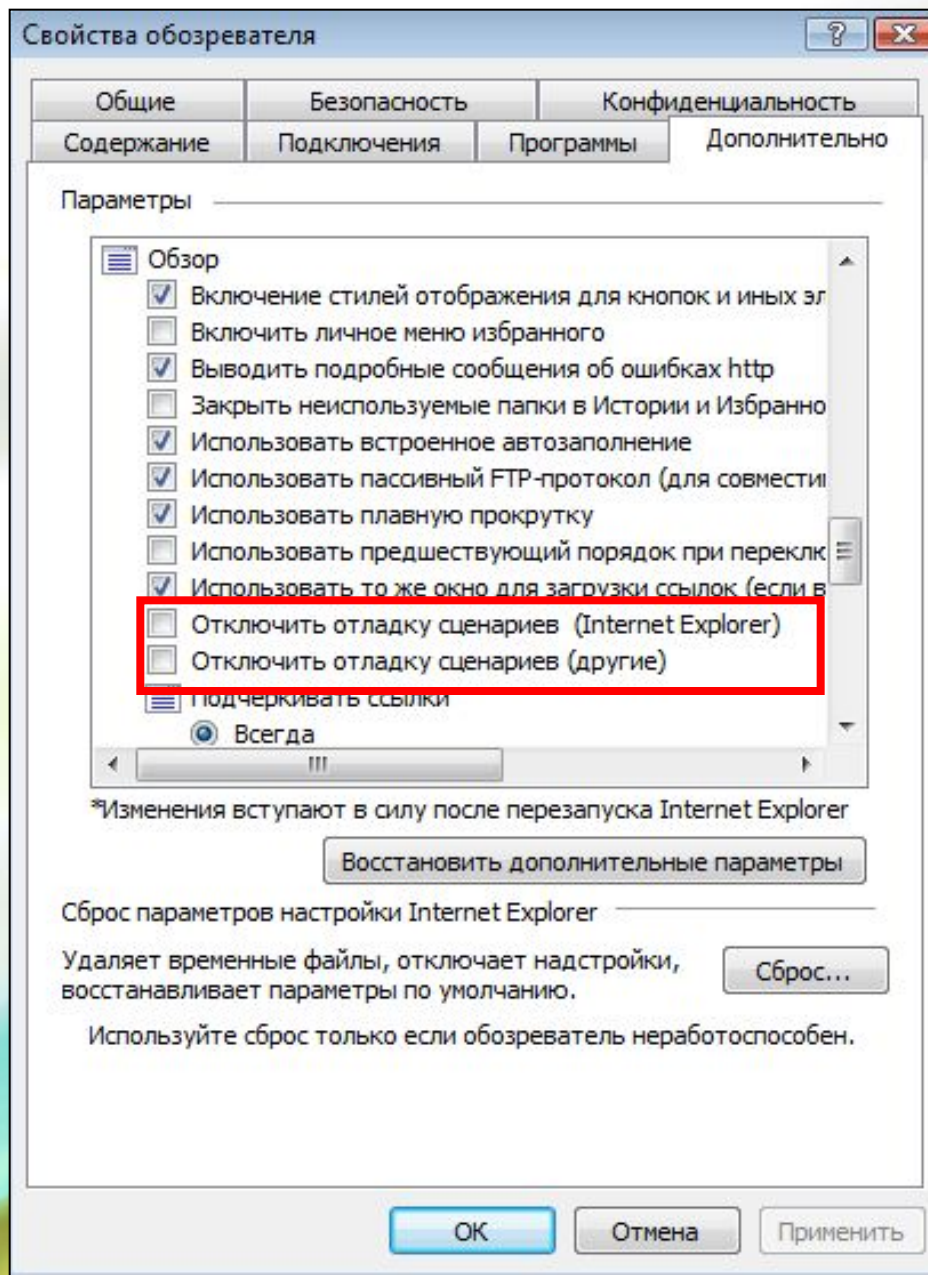 Свойства обозревателя
Общие Безопасность Конфиденциальность
Содержание Подключения Программы Дополнительно
Параметры
Обзор
Включение стилей отображения для кнопок и иных эл
Включить личное меню избранного
Выводить подробные сообщения об ошибках http
Закрыть неиспользуемые папки в Истории и Избранно
Использовать встроенное автозаполнение
Использовать пассивный FTP-протокол (для совмести
Использовать плавную прокрутку
Использовать предшествующий порядок при переклю
Использовать то же окно для загрузки ссылок (если в
Отключить отладку сценариев (Internet Explorer)
Отключить отладку сценариев (другие)
Подчеркивать ссылки
Всегда
*Изменения вступают в силу после перезапуска Internet Explorer
Восстановить дополнительные параметры
Сброс параметров настройки Internet Explorer
Удаляет временные файлы, отключает надстройки,
восстанавливает параметры по умолчанию.
Сброс...
Используйте сброс только если обозреватель неработоспособен.
ОК Отмена Применить